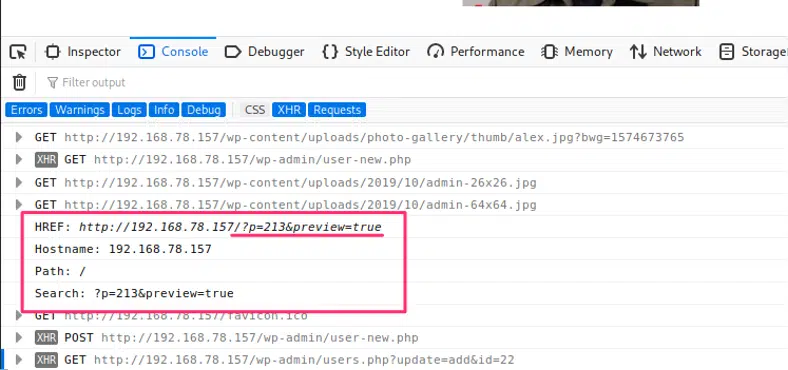 Inspector Console Debugger Style Editor Performance Memory Network Storage
Filter output
Errors Warnings Logs Info Debug CSS XHR Requests
GET http://192.168.78.157/wp-content/uploads/photo-gallery/thumb/alex.jpg?bwg=1574673765
XHR GET http://192.168.78.157/wp-admin/user-new.php
GET http://192.168.78.157/wp-content/uploads/2019/10/admin-26x26.jpg
GET http://192.168.78.157/wp-content/uploads/2019/10/admin-64x64.jpg
HREF: http://192.168.78.157/?p=213&preview=true
Hostname: 192.168.78.157
Path: /
Search: ?p=213&preview=true
GET http://192.168.78.157/favicon.ico
XHR POST http://192.168.78.157/wp-admin/user-new.php
XHR GET http://192.168.78.157/wp-admin/users.php?update=add&id=22